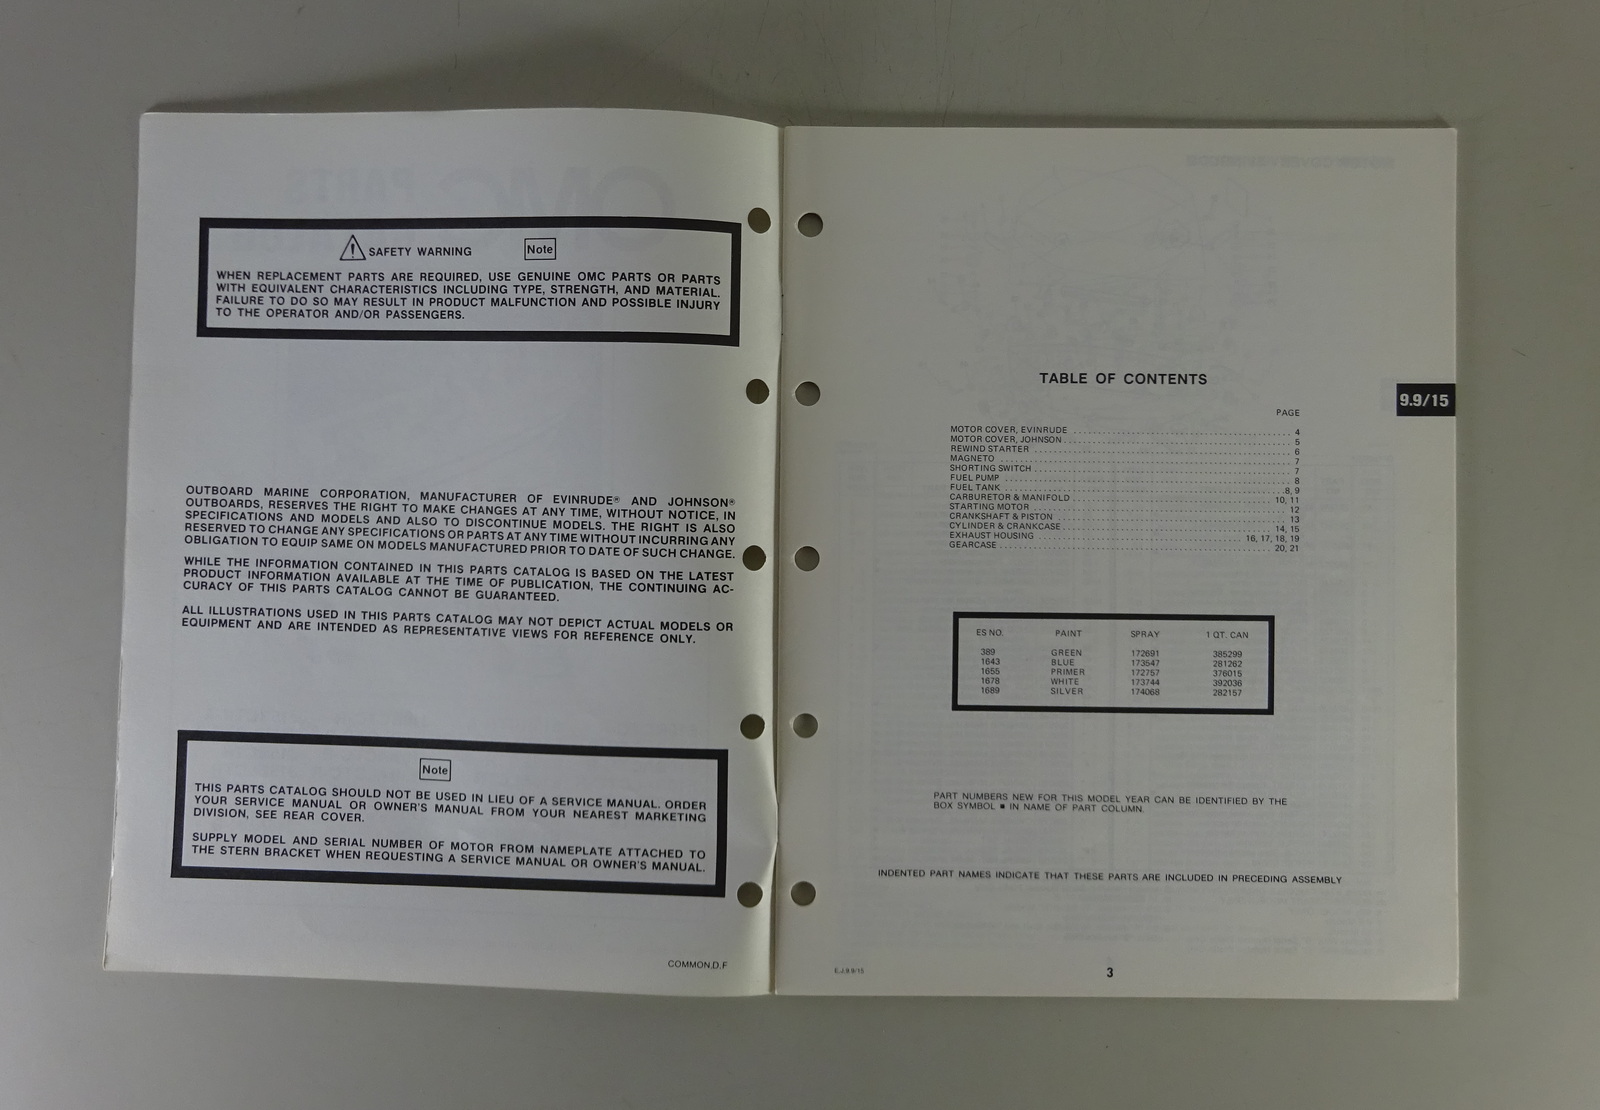 SAFETY WARNING Note
WHEN REPLACEMENT PARTS ARE REQUIRED, USE GENUINE OMC PARTS OR PARTS
WITH EQUIVALENT CHARACTERISTICS INCLUDING TYPE, STRENGTH, AND MATERIAL.
FAILURE TO DO SO MAY RESULT IN PRODUCT MALFUNCTION AND POSSIBLE INJURY
TO THE OPERATOR AND/OR PASSENGERS.
OUTBOARD MARINE CORPORATION, MANUFACTURER OF EVINRUDE® AND JOHNSON®
OUTBOARDS, RESERVES THE RIGHT TO MAKE CHANGES AT ANY TIME, WITHOUT NOTICE, IN
SPECIFICATIONS AND MODELS AND ALSO TO DISCONTINUE MODELS. THE RIGHT IS ALSO
RESERVED TO CHANGE ANY SPECIFICATIONS OR PARTS AT ANY TIME WITHOUT INCURRING ANY
OBLIGATION TO EQUIP SAME ON MODELS MANUFACTURED PRIOR TO DATE OF SUCH CHANGE.
WHILE THE INFORMATION CONTAINED IN THIS PARTS CATALOG IS BASED ON THE LATEST
PRODUCT INFORMATION AVAILABLE AT THE TIME OF PUBLICATION, THE CONTINUING AC-
CURACY OF THIS PARTS CATALOG CANNOT BE GUARANTEED.
ALL ILLUSTRATIONS USED IN THIS PARTS CATALOG MAY NOT DEPICT ACTUAL MODELS OR
EQUIPMENT AND ARE INTENDED AS REPRESENTATIVE VIEWS FOR REFERENCE ONLY.
Note
THIS PARTS CATALOG SHOULD NOT BE USED IN LIEU OF A SERVICE MANUAL. ORDER
YOUR SERVICE MANUAL OR OWNER'S MANUAL FROM YOUR NEAREST MARKETING
DIVISION, SEE REAR COVER.
SUPPLY MODEL AND SERIAL NUMBER OF MOTOR FROM NAMEPLATE ATTACHED TO
THE STERN BRACKET WHEN REQUESTING A SERVICE MANUAL OR OWNER'S MANUAL.
COMMON.D.F
TABLE OF CONTENTS
9.9/15
PAGE
MOTOR COVER, EVINRUDE 4
MOTOR COVER, JOHNSON 5
REWIND STARTER 6
MAGNETO 7
SHORTING SWITCH 7
FUEL PUMP 8
FUEL TANK 8, 9
CARBURETOR & MANIFOLD 10, 11
STARTING MOTOR 12
CRANKSHAFT & PISTON 13
CYLINDER & CRANKCASE 14, 15
EXHAUST HOUSING 16, 17, 18, 19
GEARCASE 20, 21
ES NO. PAINT SPRAY 1 QT. CAN
389 GREEN 172691 385299
1643 BLUE 173547 281262
1655 PRIMER 172757 376015
1678 WHITE 173744 392036
1689 SILVER 174068 282157
PART NUMBERS NEW FOR THIS MODEL YEAR CAN BE IDENTIFIED BY THE
BOX SYMBOL ■ IN NAME OF PART COLUMN.
INDENTED PART NAMES INDICATE THAT THESE PARTS ARE INCLUDED IN PRECEDING ASSEMBLY
E.J.9.9/15
3